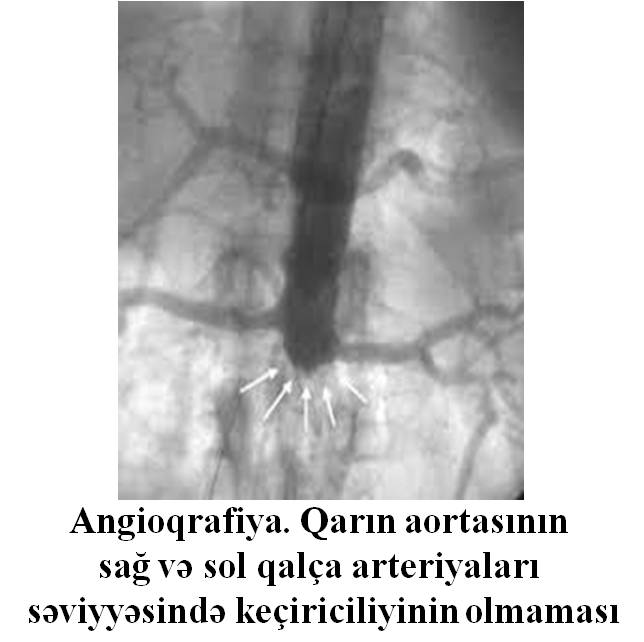 Angioqrafiya. Qarın aortasının
sağ və sol qalça arteriyaları
səviyyəsində keçiriciliyinin olmaması